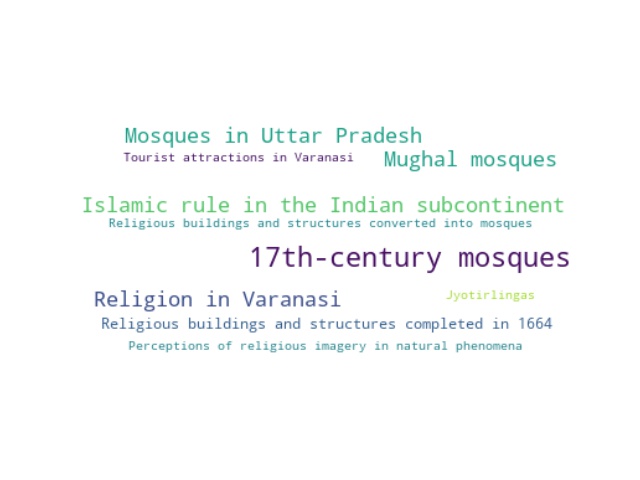 Mosques in Uttar Pradesh
Tourist attractions in Varanasi
Mughal mosques
Islamic rule in the Indian subcontinent
Religious buildings and structures converted into mosques
17th-century mosques
Religion in Varanasi
Jyotirlingas
Religious buildings and structures completed in 1664
Perceptions of religious imagery in natural phenomena